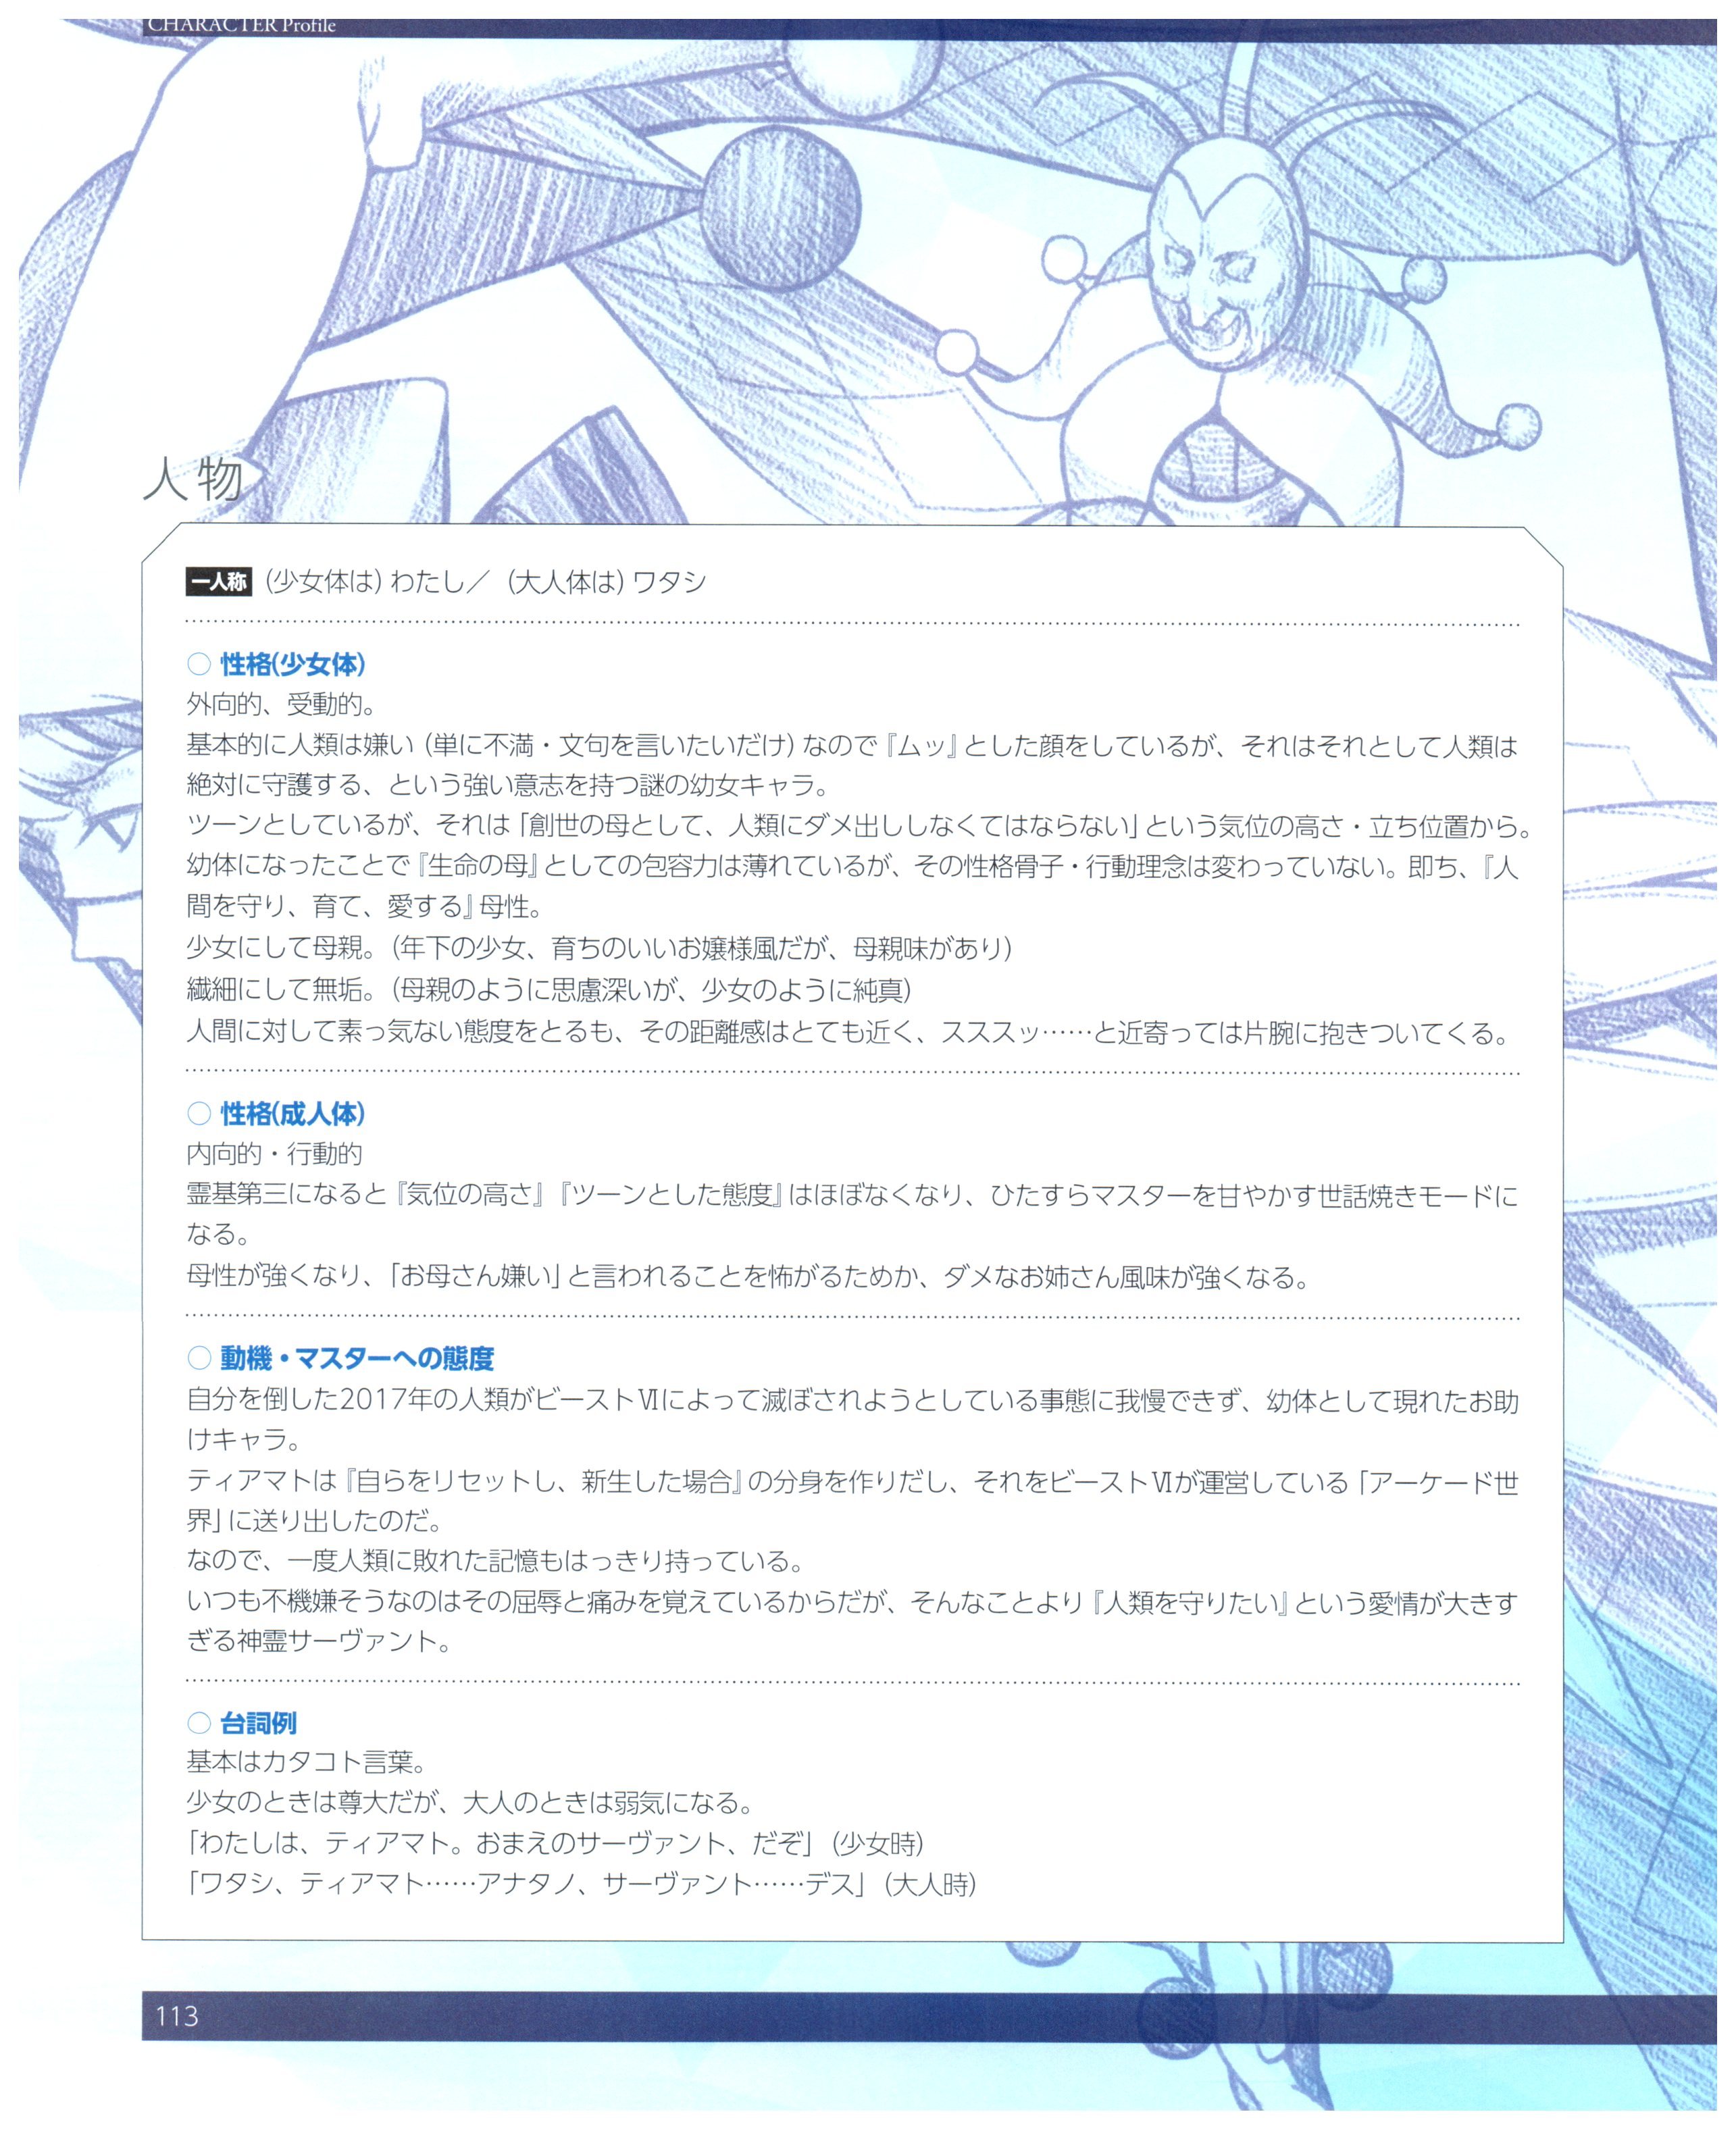 CHARACTER Profile
人物
一人称 (少女体は) わたし／ (大人体は) ワタシ
○ 性格(少女体)
外向的、受動的。
基本的に人類は嫌い (単に不満・文句を言いたいだけ) なので『ムッ』とした顔をしているが、それはそれとして人類は
絶対に守護する、という強い意志を持つ謎の幼女キャラ。
ツーンとしているが、それは「創世の母として、人類にダメ出ししなくてはならない」という気位の高さ・立ち位置から。
幼体になったことで『生命の母』としての包容力は薄れているが、その性格骨子・行動理念は変わっていない。即ち、『人
間を守り、育て、愛する』母性。
少女にして母親。(年下の少女、育ちのいいお嬢様風だが、母親味があり)
繊細にして無垢。(母親のように思慮深いが、少女のように純真)
人間に対して素っ気ない態度をとるも、その距離感はとても近く、スススッ……と近寄っては片腕に抱きついてくる。
○ 性格(成人体)
内向的・行動的
霊基第三になると『気位の高さ』『ツーンとした態度』はほぼなくなり、ひたすらマスターを甘やかす世話焼きモードに
なる。
母性が強くなり、「お母さん嫌い」と言われることを怖がるためか、ダメなお姉さん風味が強くなる。
○ 動機・マスターへの態度
自分を倒した2017年の人類がビーストⅥによって滅ぼされようとしている事態に我慢できず、幼体として現れたお助
けキャラ。
ティアマトは『自らをリセットし、新生した場合』の分身を作りだし、それをビーストⅥが運営している「アーケード世
界」に送り出したのだ。
なので、一度人類に敗れた記憶もはっきり持っている。
いつも不機嫌そうなのはその屈辱と痛みを覚えているからだが、そんなことより『人類を守りたい』という愛情が大きす
ぎる神霊サーヴァント。
○ 台詞例
基本はカタコト言葉。
少女のときは尊大だが、大人のときは弱気になる。
「わたしは、ティアマト。おまえのサーヴァント、だぞ」(少女時)
「ワタシ、ティアマト……アナタノ、サーヴァント……デス」(大人時)
113